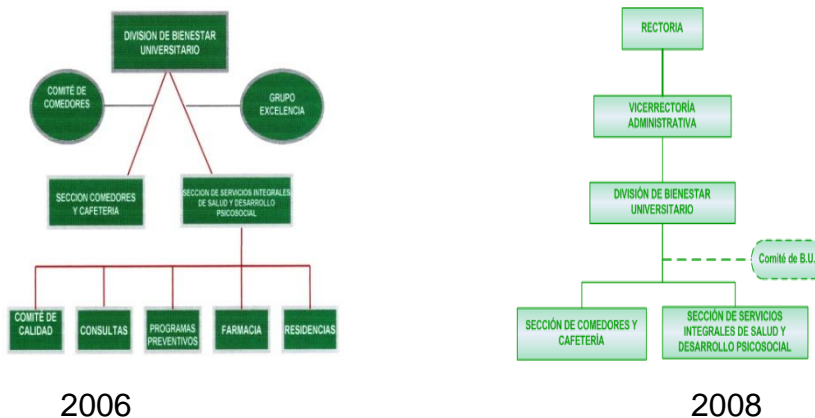 DIVISION DE BIENESTAR
UNIVERSITARIO
COMITÉ DE
COMEDORES
GRUPO
EXCELENCIA
SECCION COMEDORES
Y CAFETERIA
SECCION DE SERVICIOS INTEGRALES
DE SALUD Y DESARROLLO
PSICOSOCIAL
COMITÉ DE
CALIDAD
CONSULTAS
PROGRAMAS
PREVENTIVOS
FARMACIA
RESIDENCIAS
2006
RECTORIA
VICERRECTORÍA
ADMINISTRATIVA
DIVISIÓN DE BIENESTAR
UNIVERSITARIO
Comité de B.U.
SECCIÓN DE COMEDORES Y
CAFETERÍA
SECCIÓN DE SERVICIOS
INTEGRALES DE SALUD Y
DESARROLLO PSICOSOCIAL
2008